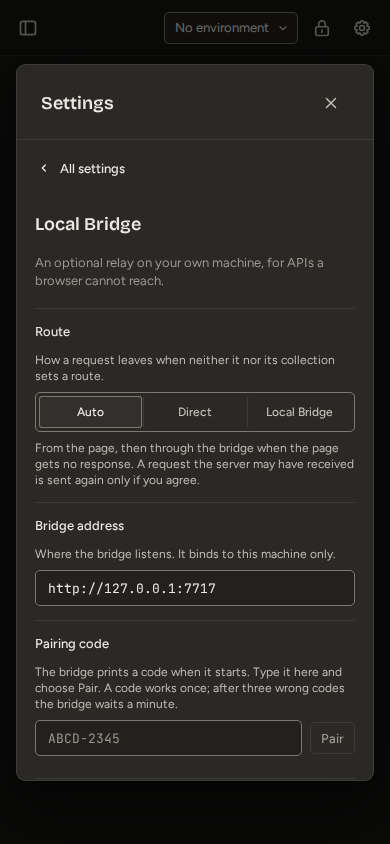 No environment
Settings
All settings
Local Bridge
An optional relay on your own machine, for APIs a
browser cannot reach.
Route
How a request leaves when neither it nor its collection
sets a route.
Auto
Direct
Local Bridge
From the page, then through the bridge when the page
gets no response. A request the server may have received
is sent again only if you agree.
Bridge address
Where the bridge listens. It binds to this machine only.
http://127.0.0.1:7717
Pairing code
The bridge prints a code when it starts. Type it here and
choose Pair. A code works once; after three wrong codes
the bridge waits a minute.
ABCD-2345
Pair